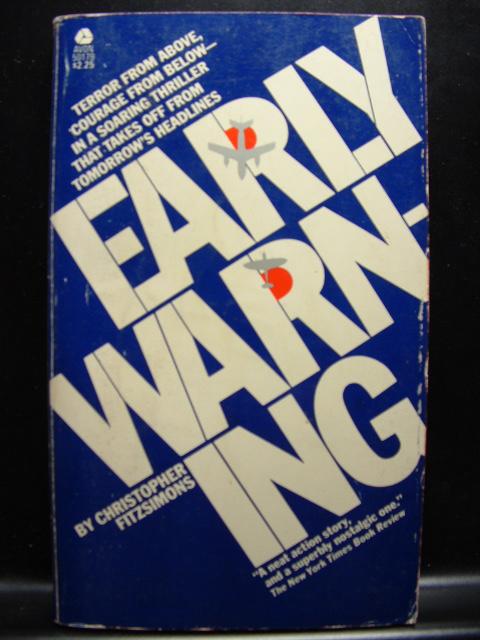 AVON
50179
$2.25
TERROR FROM ABOVE,
COURAGE FROM BELOW—
IN A SOARING THRILLER
THAT TAKES OFF FROM
TOMORROW'S HEADLINES
EARLY
WARN-
ING
BY CHRISTOPHER
FITZSIMONS
"A neat action story,
and a superbly nostalgic one."
The New York Times Book Review